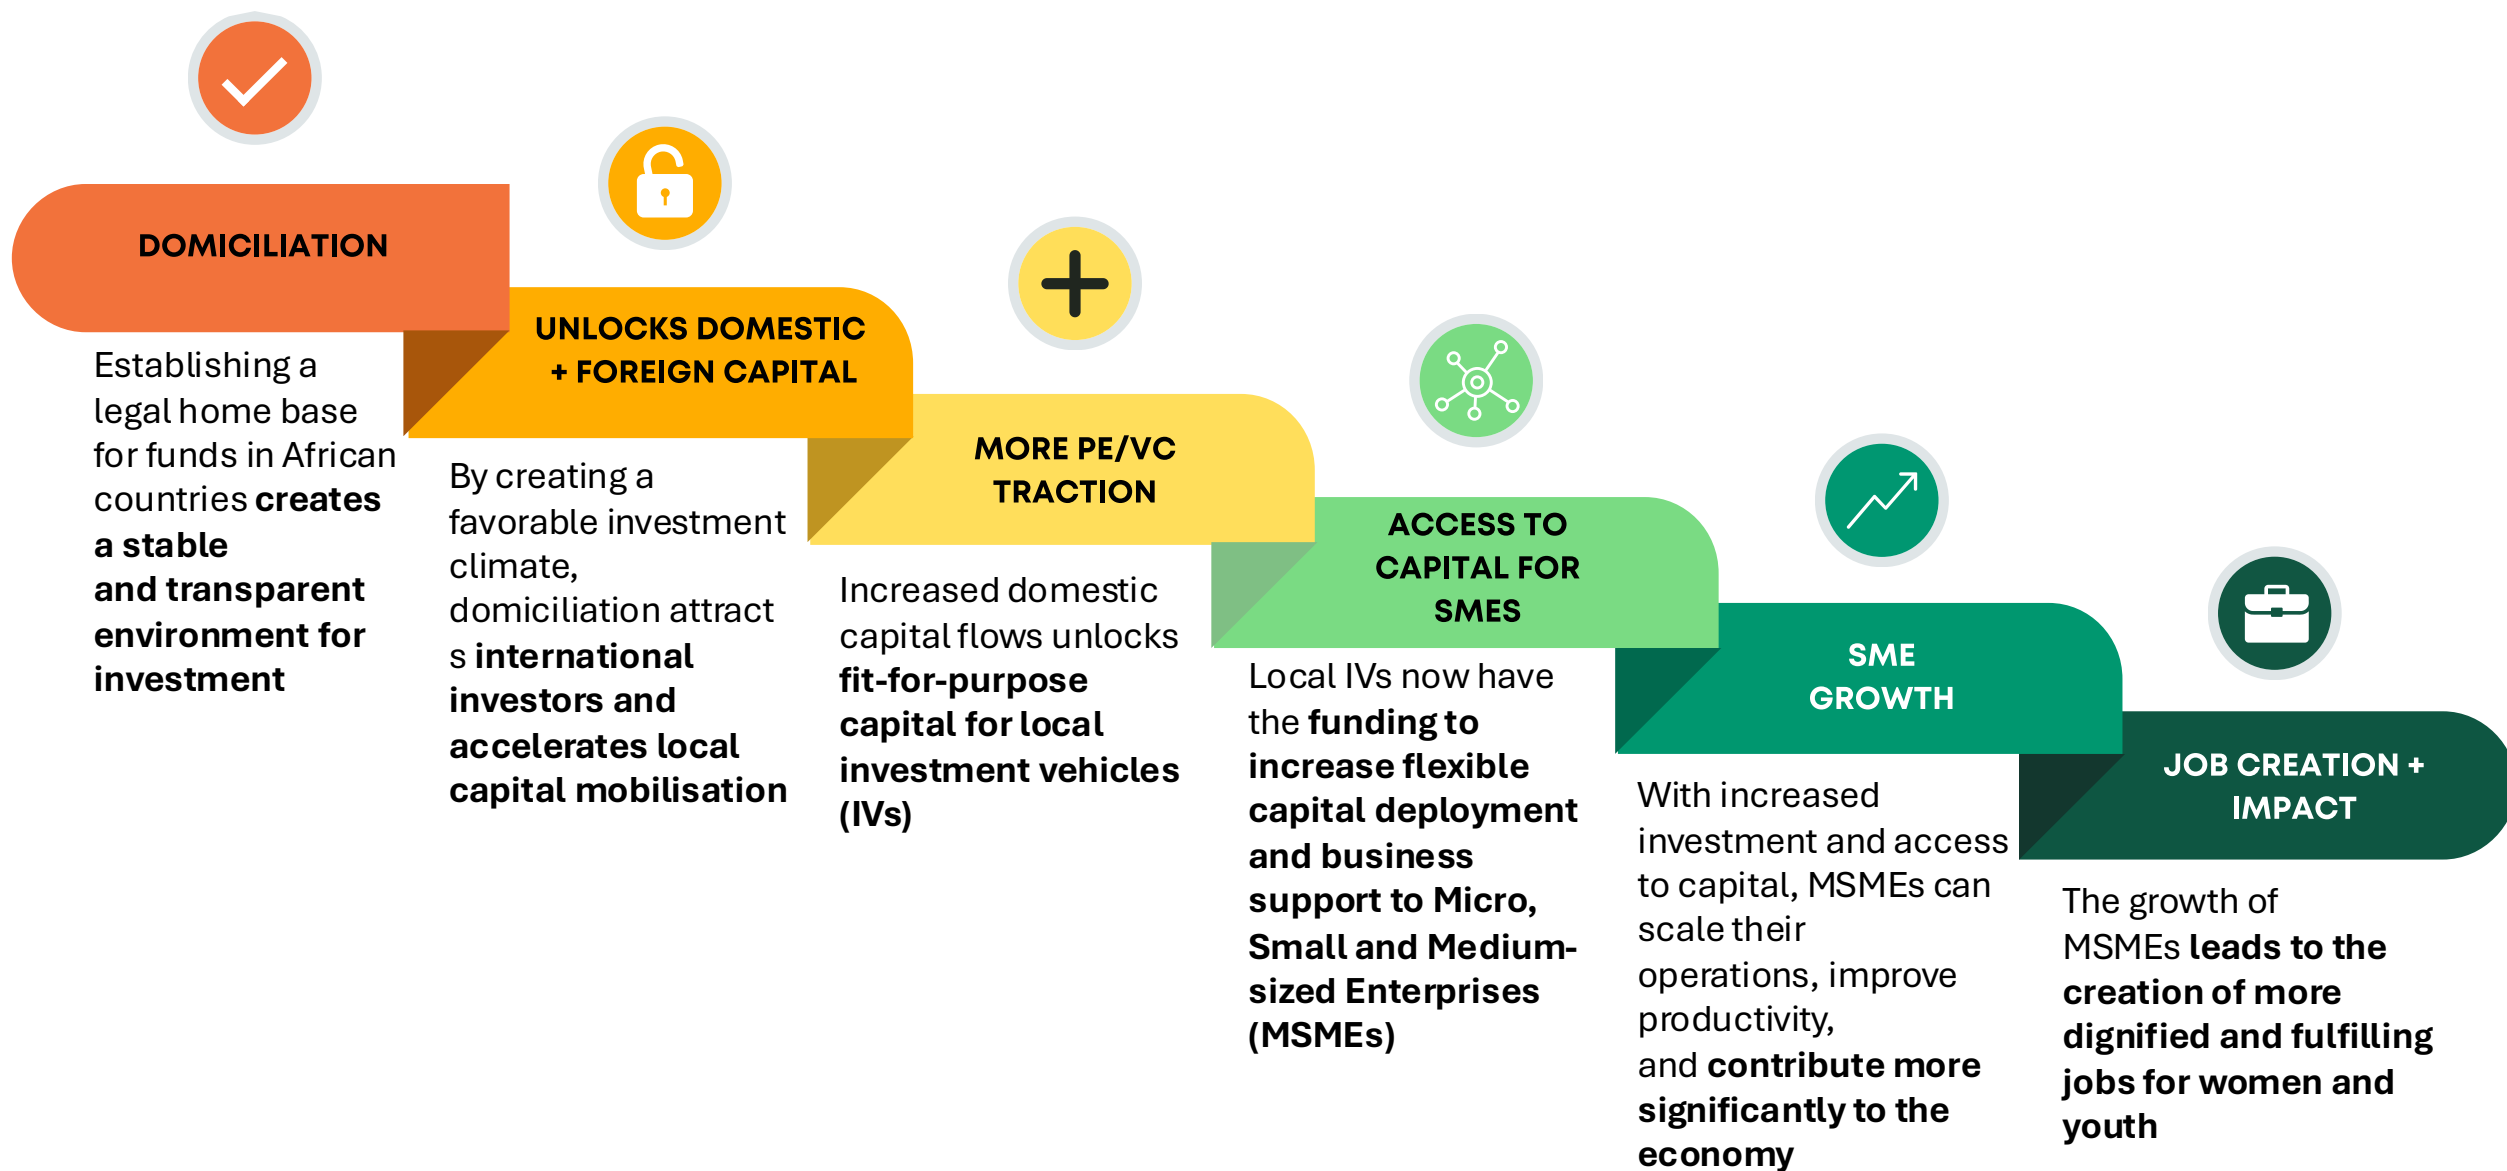 DOMICILIATION
Establishing a
legal home base
for funds in African
countries creates
a stable
and transparent
environment for
investment
UNLOCKS DOMESTIC
+ FOREIGN CAPITAL
By creating a
favorable investment
climate,
domiciliation attract
s international
investors and
accelerates local
capital mobilisation
MORE PE/VC
TRACTION
Increased domestic
capital flows unlocks
fit-for-purpose
capital for local
investment vehicles
(IVs)
ACCESS TO
CAPITAL FOR
SMES
Local IVs now have
the funding to
increase flexible
capital deployment
and business
support to Micro,
Small and Medium-
sized Enterprises
(MSMEs)
SME
GROWTH
With increased
investment and access
to capital, MSMEs can
scale their
operations, improve
productivity,
and contribute more
significantly to the
economy
JOB CREATION +
IMPACT
The growth of
MSMEs leads to the
creation of more
dignified and fulfilling
jobs for women and
youth